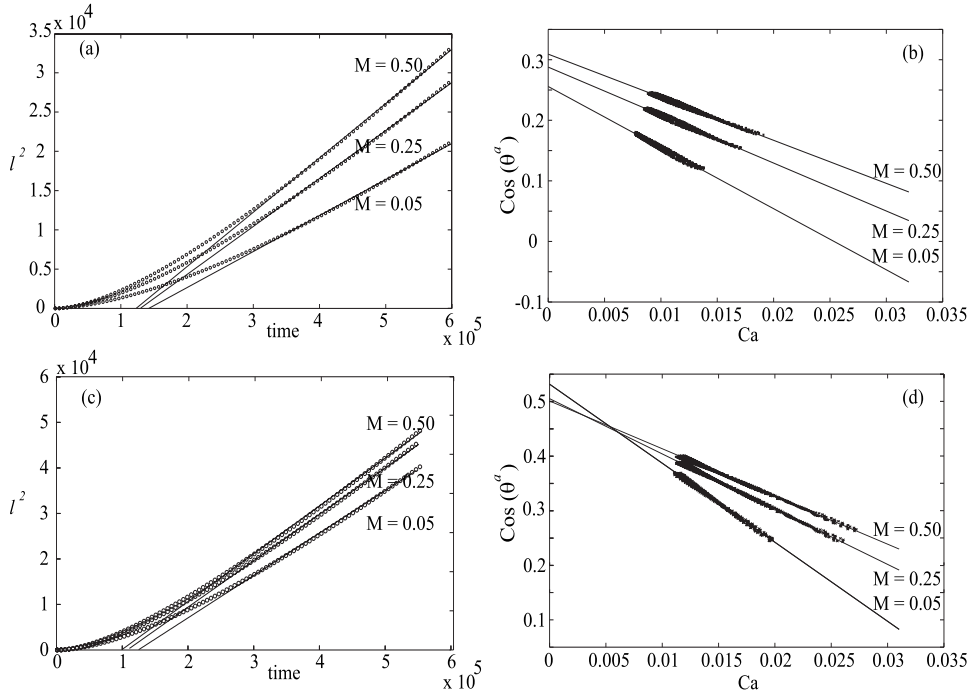 x 10^4
3.5
3
2.5
2
1.5
1
0.5
0
l^2
(a)
M = 0.50
M = 0.25
M = 0.05
0 1 2 3 4 5 6
time
x 10^5
0.3
0.2
0.1
0
-0.1
Cos (θ^a)
(b)
M = 0.50
M = 0.25
M = 0.05
0 0.005 0.01 0.015 0.02 0.025 0.03 0.035
Ca
x 10^4
6
5
4
3
2
1
0
l^2
(c)
M = 0.50
M = 0.25
M = 0.05
0 1 2 3 4 5 6
time
x 10^5
0.5
0.4
0.3
0.2
0.1
Cos (θ^a)
(d)
M = 0.50
M = 0.25
M = 0.05
0 0.005 0.01 0.015 0.02 0.025 0.03 0.035
Ca